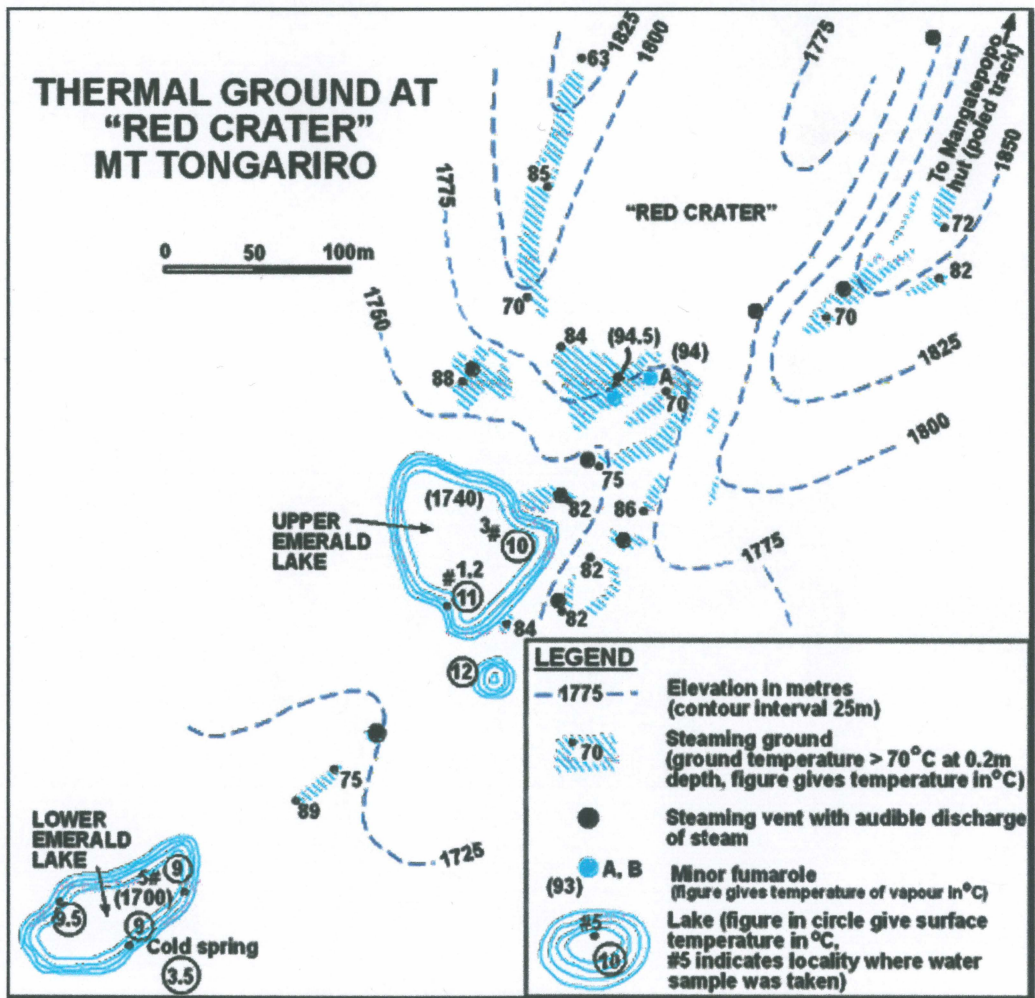 THERMAL GROUND AT
"RED CRATER"
MT TONGARIRO
0 50 100m
63
1825
1800
1775
To Mangatepopo
hut (poled track)
1850
85
1775
"RED CRATER"
72
82
70
70
1750
84
(94.5)
(94)
A
70
88
1825
1800
75
82
86
UPPER
EMERALD
LAKE
(1740)
3#
10
#1,2
11
82
82
84
1775
12
75
89
1725
LOWER
EMERALD
LAKE
5#
9
(1700)
9.5
9
Cold spring
3.5
LEGEND
1775
Elevation in metres
(contour interval 25m)
70
Steaming ground
(ground temperature > 70°C at 0.2m
depth, figure gives temperature in°C)
Steaming vent with audible discharge
of steam
A, B
(93)
Minor fumarole
(figure gives temperature of vapour in°C)
#5
10
Lake (figure in circle give surface
temperature in °C,
#5 indicates locality where water
sample was taken)